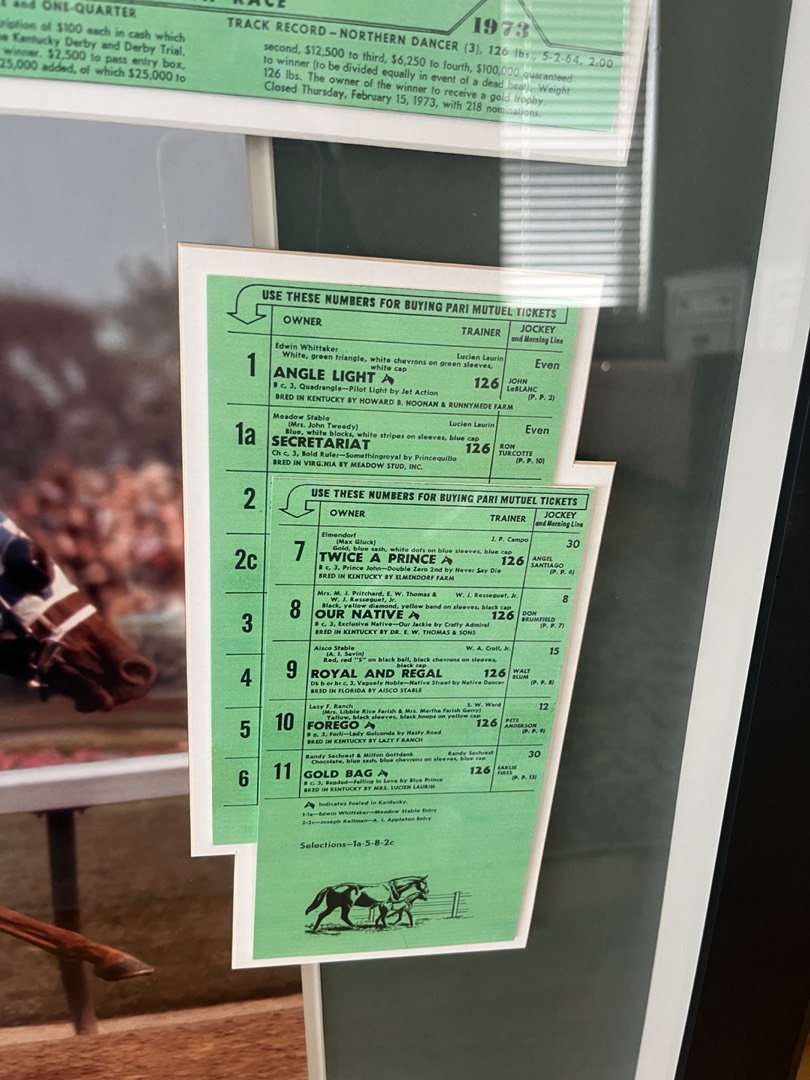 and ONE-QUARTER
RACE
1973
TRACK RECORD—NORTHERN DANCER (3), 126 lbs., 5-2-64, 2:00
of $100 each in cash which
Kentucky Derby and Derby Trial.
winner. $2,500 to pass entry box,
25,000 added, of which $25,000 to
second, $12,500 to third, $6,250 to fourth, $100,000 guaranteed
to winner (to be divided equally in event of a dead heat). Weight
126 lbs. The owner of the winner to receive a gold trophy.
Closed Thursday, February 15, 1973, with 218 nominations.
USE THESE NUMBERS FOR BUYING PARI MUTUEL TICKETS
OWNER TRAINER JOCKEY
and Morning Line
1
Edwin Whittaker Lucien Laurin Even
White, green triangle, white chevrons on green sleeves,
white cap
ANGLE LIGHT 126 JOHN
LeBLANC
B c, 3, Quadrangle—Pilot Light by Jet Action (P. P. 2)
BRED IN KENTUCKY BY HOWARD B. NOONAN & RUNNYMEDE FARM
1a
Meadow Stable Lucien Laurin Even
(Mrs. John Tweedy)
Blue, white blocks, white stripes on sleeves, blue cap
SECRETARIAT 126 RON
TURCOTTE
Ch c, 3, Bold Ruler—Somethingroyal by Princequillo (P. P. 10)
BRED IN VIRGINIA BY MEADOW STUD, INC.
2
2c
3
4
5
6
USE THESE NUMBERS FOR BUYING PARI MUTUEL TICKETS
OWNER TRAINER JOCKEY
and Morning Line
7
Elmendorf J. P. Campo 30
(Max Gluck)
Gold, blue sash, white dots on blue sleeves, blue cap
TWICE A PRINCE 126 ANGEL
SANTIAGO
B c, 3, Prince John—Double Zero 2nd by Never Say Die (P. P. 6)
BRED IN KENTUCKY BY ELMENDORF FARM
8
Mrs. M. J. Pritchard, E. W. Thomas & W. J. Resseguet, Jr. 8
W. J. Resseguet, Jr.
Black, yellow diamond, yellow band on sleeves, black cap
OUR NATIVE 126 DON
BRUMFIELD
B c, 3, Exclusive Native—Our Jackie by Crafty Admiral (P. P. 7)
BRED IN KENTUCKY BY DR. E. W. THOMAS & SONS
9
Aisco Stable W. A. Croll, Jr. 15
(A. I. Savin)
Red, red "S" on black ball, black chevrons on sleeves,
black cap
ROYAL AND REGAL 126 WALT
BLUM
Dk b or br c, 3, Vaguely Noble—Native Street by Native Dancer (P. P. 8)
BRED IN FLORIDA BY AISCO STABLE
10
Lazy F. Ranch S. W. Ward 12
(Mrs. Libbie Rice Farish & Mrs. Martha Farish Gerry)
Yellow, black sleeves, black hoops on yellow cap
FOREGO 126 PETE
ANDERSON
B g, 3, Forli—Lady Golconda by Hasty Road (P. P. 9)
BRED IN KENTUCKY BY LAZY F RANCH
11
Randy Sechrest & Milton Gottdank Randy Sechrest 30
Chocolate, blue sash, blue chevrons on sleeves, blue cap
GOLD BAG 126 EARLIE
FIRES
B c, 3, Bagdad—Falling in Love by Blue Prince (P. P. 13)
BRED IN KENTUCKY BY MRS. LUCIEN LAURIN
Indicates Foaled in Kentucky.
1-1a—Edwin Whittaker—Meadow Stable Entry
2-2c—Joseph Kellman—A. I. Appleton Entry
Selections—1a-5-8-2c